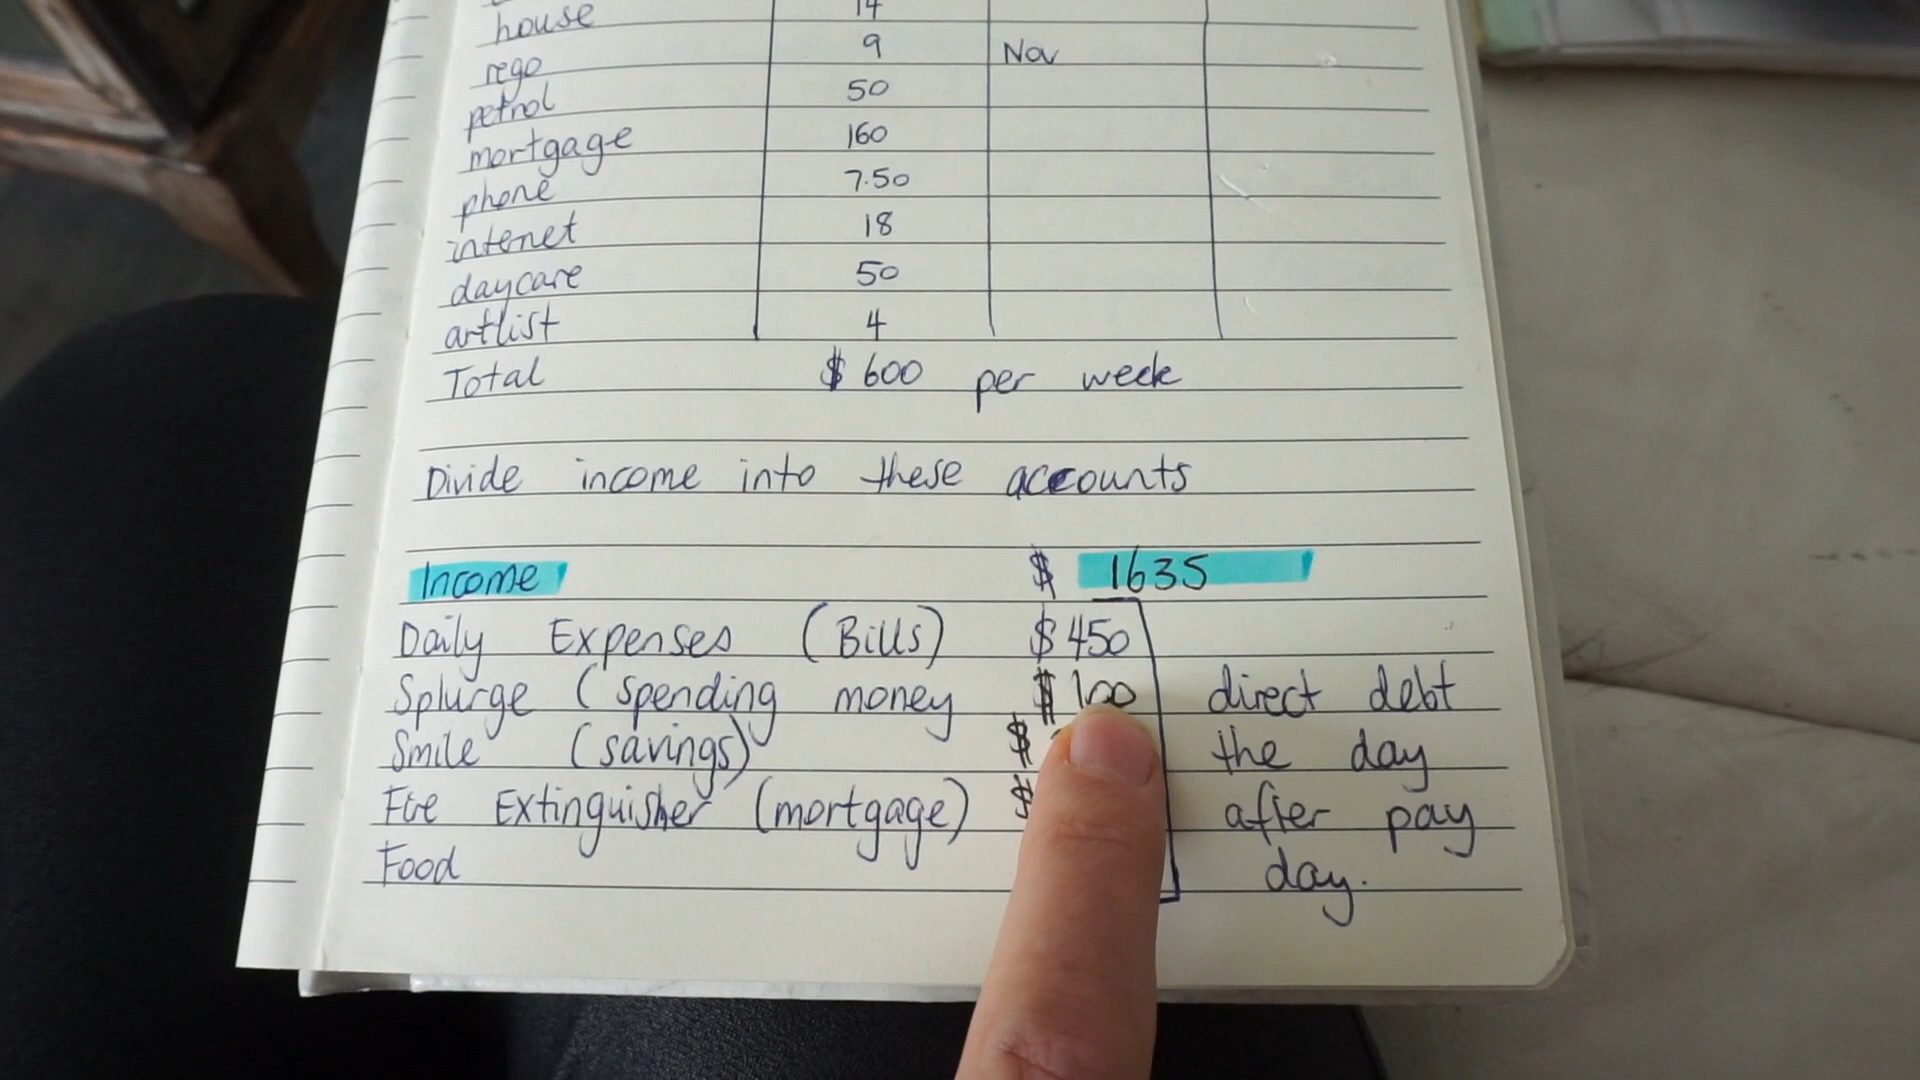 house 14
rego 9 Nov
petrol 50
mortgage 160
phone 7.50
internet 18
daycare 50
artlist 4
Total $600 per week
Divide income into these accounts
Income $ 1635
Daily Expenses (Bills) $450
Splurge (spending money $100 direct debt
Smile (savings) $ the day
Fire Extinguisher (mortgage) $ after pay
Food day.